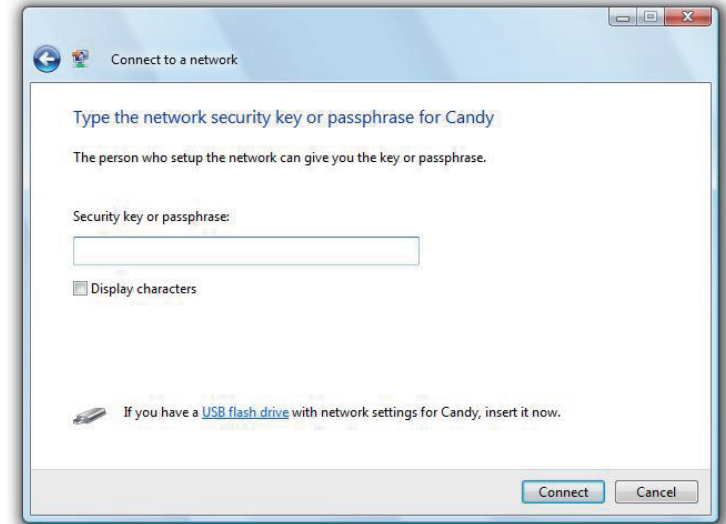 Connect to a network
Type the network security key or passphrase for Candy
The person who setup the network can give you the key or passphrase.
Security key or passphrase:
Display characters
If you have a USB flash drive with network settings for Candy, insert it now.
Connect
Cancel